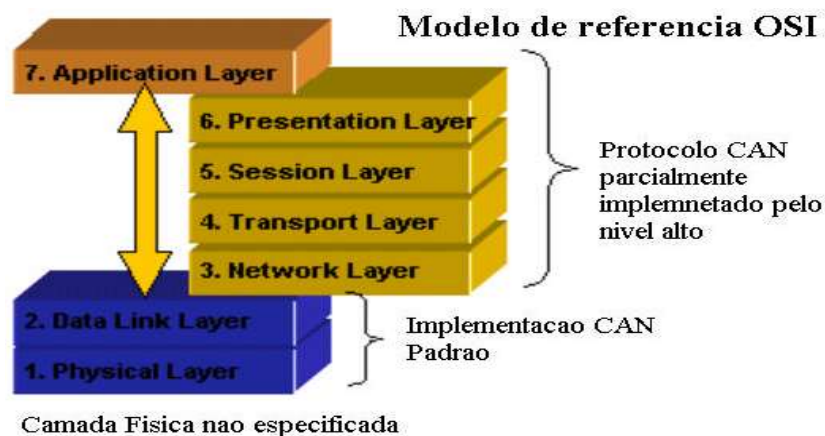 Modelo de referencia OSI
7. Application Layer
6. Presentation Layer
5. Session Layer
4. Transport Layer
3. Network Layer
Protocolo CAN
parcialmente
implemnetado pelo
nivel alto
2. Data Link Layer
1. Physical Layer
Implementacao CAN
Padrao
Camada Fisica nao especificada